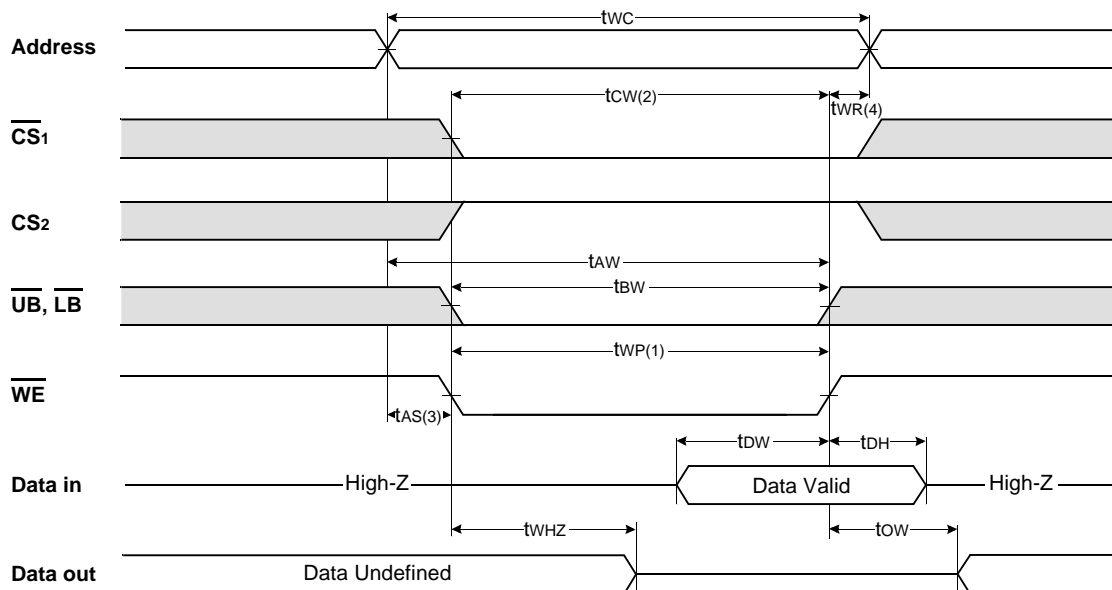 tWC
Address
tCW(2)
tWR(4)
CS1
CS2
tAW
tBW
UB, LB
tWP(1)
WE
tAS(3)
tDW
tDH
Data in
High-Z
Data Valid
High-Z
tWHZ
tOW
Data out
Data Undefined